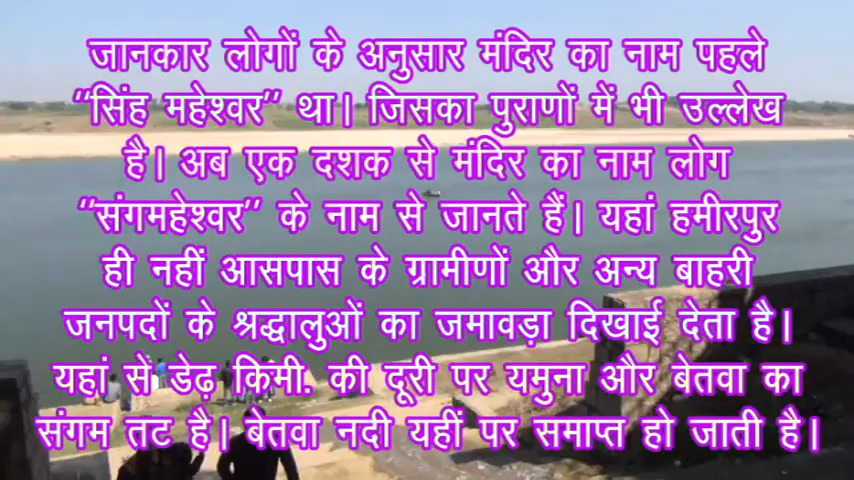 जानकार लोगों के अनुसार मंदिर का नाम पहले
"सिंह महेश्वर" था। जिसका पुराणों में भी उल्लेख
है। अब एक दशक से मंदिर का नाम लोग
"संगमहेश्वर" के नाम से जानते हैं। यहां हमीरपुर
ही नहीं आसपास के ग्रामीणों और अन्य बाहरी
जनपदों के श्रद्धालुओं का जमावड़ा दिखाई देता है।
यहां से डेढ़ किमी. की दूरी पर यमुना और बेतवा का
संगम तट है। बेतवा नदी यहीं पर समाप्त हो जाती है।